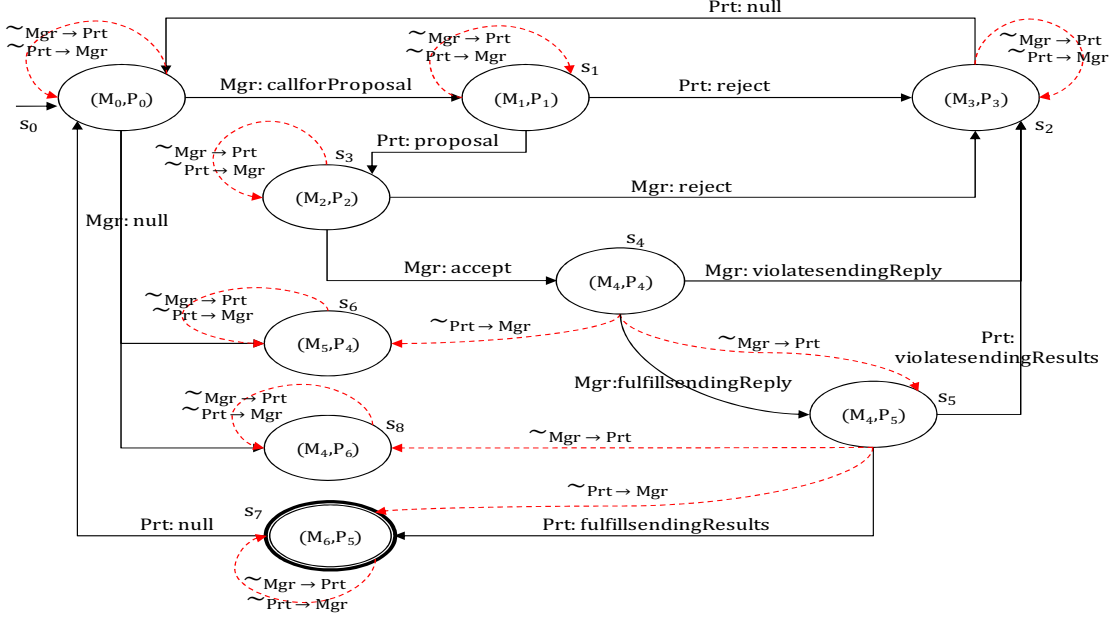 Prt: null
~Mgr → Prt
~Prt → Mgr
~Mgr → Prt
~Prt → Mgr
~Mgr → Prt
~Prt → Mgr
s1
(M0,P0)
Mgr: callforProposal
(M1,P1)
Prt: reject
(M3,P3)
s0
s2
Prt: proposal
~Mgr → Prt
~Prt → Mgr
s3
(M2,P2)
Mgr: reject
Mgr: null
s4
Mgr: accept
(M4,P4)
Mgr: violatesendingReply
~Mgr → Prt
~Prt → Mgr
s6
(M5,P4)
~Prt → Mgr
~Mgr → Prt
Prt:
violatesendingResults
Mgr:fulfillsendingReply
~Mgr → Prt
~Prt → Mgr
s8
(M4,P6)
~Mgr → Prt
(M4,P5)
s5
~Prt → Mgr
s7
Prt: null
(M6,P5)
Prt: fulfillsendingResults
~Mgr → Prt
~Prt → Mgr